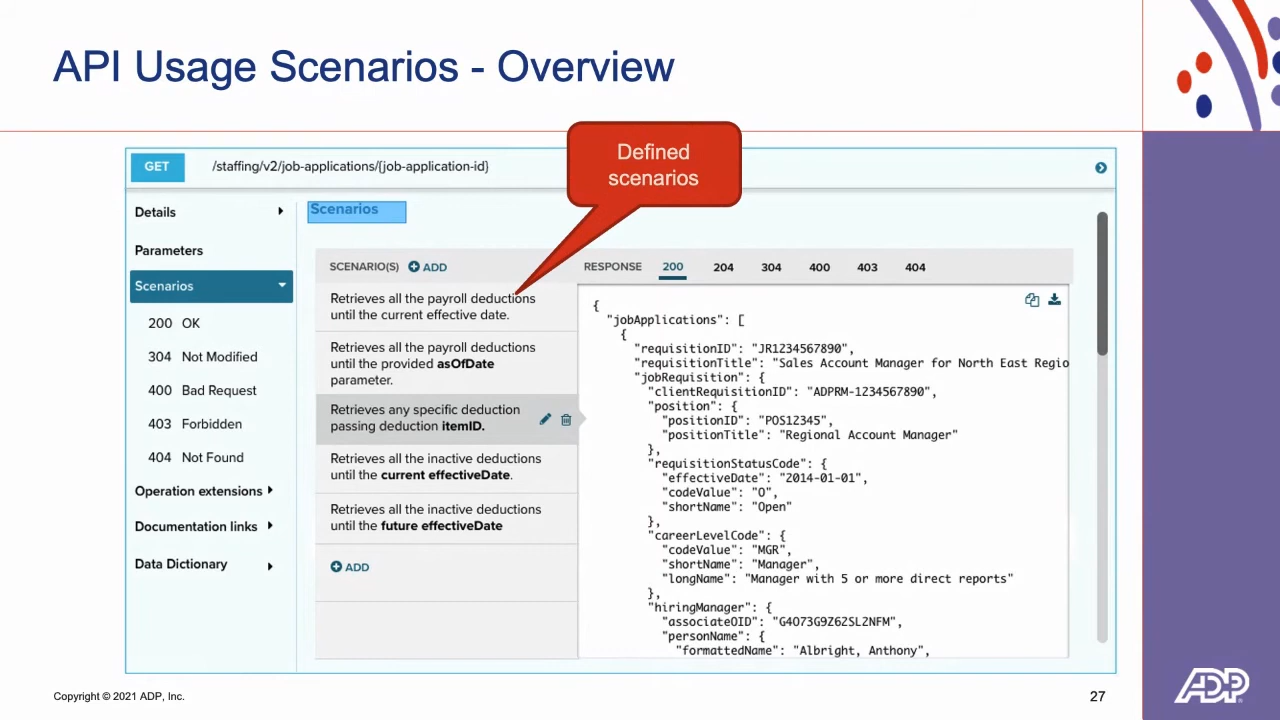 API Usage Scenarios - Overview
Defined
scenarios
GET /staffing/v2/job-applications/{job-application-id}
Details
Parameters
Scenarios
200 OK
304 Not Modified
400 Bad Request
403 Forbidden
404 Not Found
Operation extensions
Documentation links
Data Dictionary
Scenarios
SCENARIO(S) ADD
Retrieves all the payroll deductions
until the current effective date.
Retrieves all the payroll deductions
until the provided asOfDate
parameter.
Retrieves any specific deduction
passing deduction itemID.
Retrieves all the inactive deductions
until the current effectiveDate.
Retrieves all the inactive deductions
until the future effectiveDate
ADD
RESPONSE 200 204 304 400 403 404
{
"jobApplications": [
{
"requisitionID": "JR1234567890",
"requisitionTitle": "Sales Account Manager for North East Regio
"jobRequisition": {
"clientRequisitionID": "ADPRM-1234567890",
"position": {
"positionID": "POS12345",
"positionTitle": "Regional Account Manager"
},
"requisitionStatusCode": {
"effectiveDate": "2014-01-01",
"codeValue": "O",
"shortName": "Open"
},
"careerLevelCode": {
"codeValue": "MGR",
"shortName": "Manager",
"longName": "Manager with 5 or more direct reports"
},
"hiringManager": {
"associateOID": "G4O73G9Z62SL2NFM",
"personName": {
"formattedName": "Albright, Anthony",
Copyright © 2021 ADP, Inc.
27
ADP